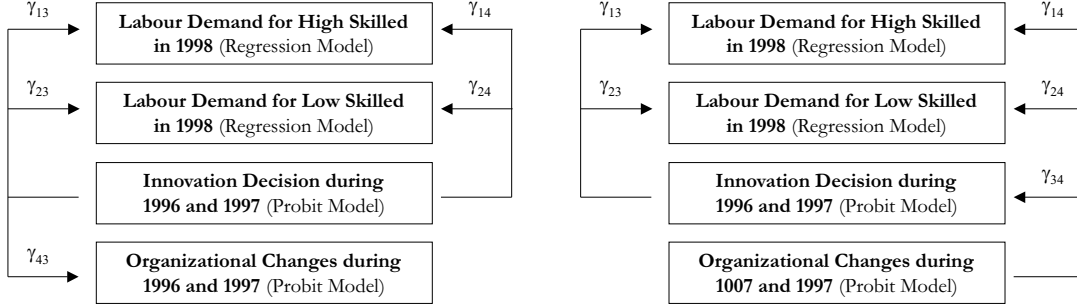 γ13
Labour Demand for High Skilled
in 1998 (Regression Model)
γ14
γ23
Labour Demand for Low Skilled
in 1998 (Regression Model)
γ24
Innovation Decision during
1996 and 1997 (Probit Model)
γ43
Organizational Changes during
1996 and 1997 (Probit Model)
γ13
Labour Demand for High Skilled
in 1998 (Regression Model)
γ14
γ23
Labour Demand for Low Skilled
in 1998 (Regression Model)
γ24
Innovation Decision during
1996 and 1997 (Probit Model)
γ34
Organizational Changes during
1007 and 1997 (Probit Model)